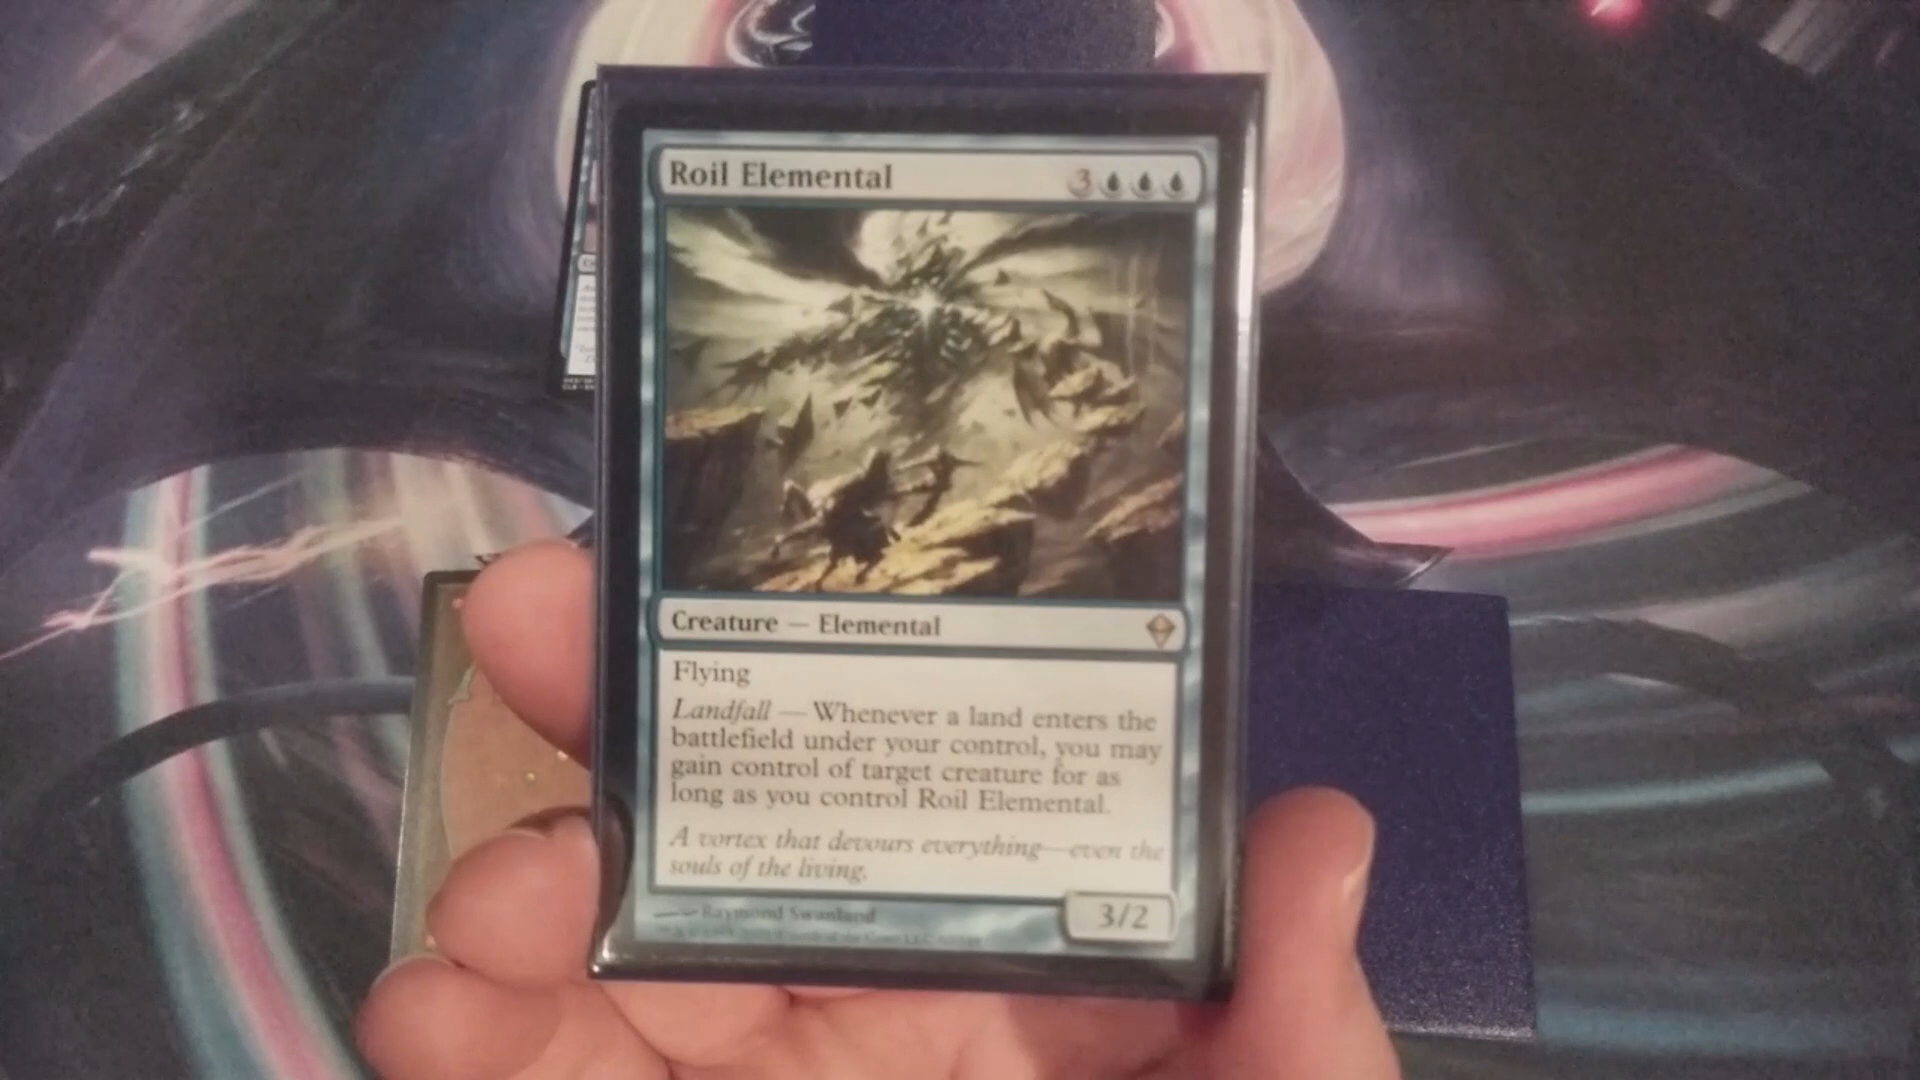 Roil Elemental 3
Creature — Elemental
Flying
Landfall — Whenever a land enters the
battlefield under your control, you may
gain control of target creature for as
long as you control Roil Elemental.
A vortex that devours everything—even the
souls of the living.
Raymond Swanland
3/2